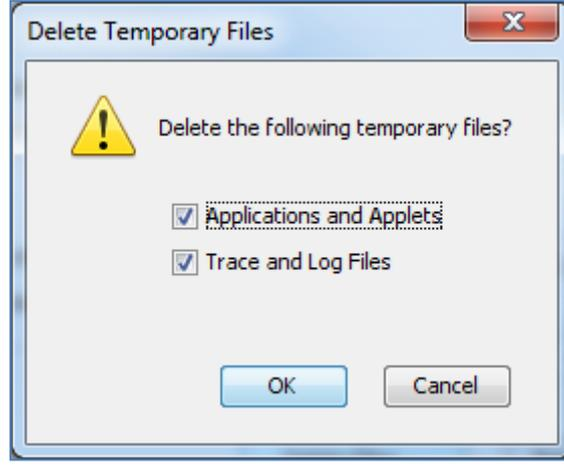 Delete Temporary Files
Delete the following temporary files?
Applications and Applets
Trace and Log Files
OK Cancel